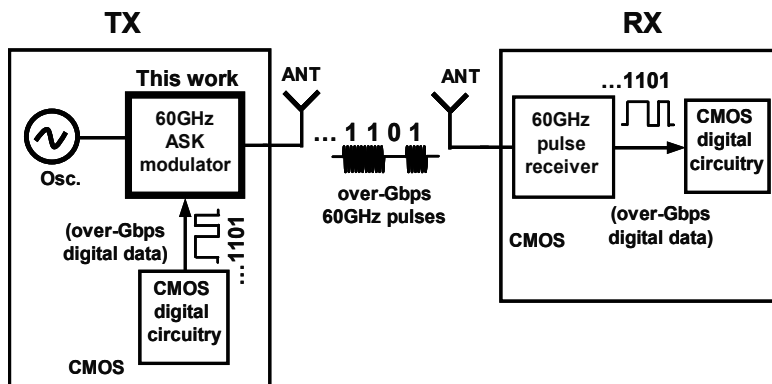 TX
RX
This work
60GHz
ASK
modulator
Osc.
ANT
...1 1 0 1
over-Gbps
60GHz pulses
(over-Gbps
digital data)
...1101
CMOS
digital
circuitry
CMOS
ANT
60GHz
pulse
receiver
...1101
CMOS
digital
circuitry
(over-Gbps
digital data)
CMOS